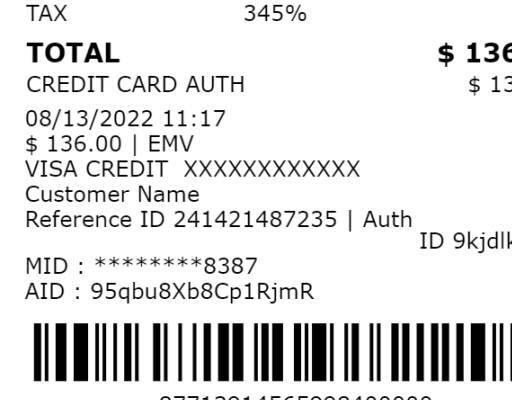 TAX 345%
TOTAL $ 136
CREDIT CARD AUTH $ 13
08/13/2022 11:17
$ 136.00 | EMV
VISA CREDIT XXXXXXXXXXXX
Customer Name
Reference ID 241421487235 | Auth
ID 9kjdlk
MID : ********8387
AID : 95qbu8Xb8Cp1RjmR